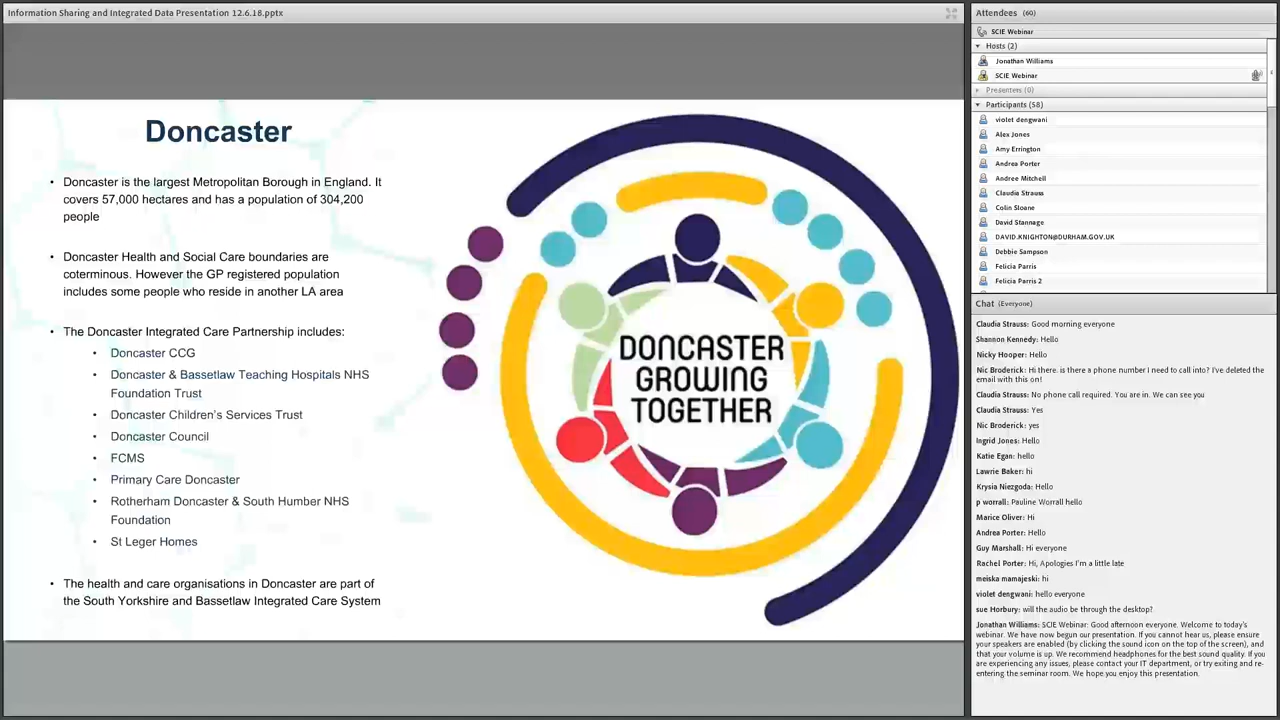 Information Sharing and Integrated Data Presentation 12.6.18.pptx
Doncaster
• Doncaster is the largest Metropolitan Borough in England. It
covers 57,000 hectares and has a population of 304,200
people
• Doncaster Health and Social Care boundaries are
coterminous. However the GP registered population
includes some people who reside in another LA area
• The Doncaster Integrated Care Partnership includes:
• Doncaster CCG
• Doncaster & Bassetlaw Teaching Hospitals NHS
Foundation Trust
• Doncaster Children's Services Trust
• Doncaster Council
• FCMS
• Primary Care Doncaster
• Rotherham Doncaster & South Humber NHS
Foundation
• St Leger Homes
• The health and care organisations in Doncaster are part of
the South Yorkshire and Bassetlaw Integrated Care System
DONCASTER
GROWING
TOGETHER
Attendees (60)
SCIE Webinar
Hosts (2)
Jonathan Williams
SCIE Webinar
Presenters (0)
Participants (58)
violet dengwani
Alex Jones
Amy Errington
Andrea Porter
Andree Mitchell
Claudia Strauss
Colin Sloane
David Stannage
DAVID.KNIGHTON@DURHAM.GOV.UK
Debbie Sampson
Felicia Parris
Felicia Parris 2
Chat (Everyone)
Claudia Strauss: Good morning everyone
Shannon Kennedy: Hello
Nicky Hooper: Hello
Nic Broderick: Hi there. is there a phone number I need to call into? I've deleted the
email with this on!
Claudia Strauss: No phone call required. You are in. We can see you
Claudia Strauss: Yes
Nic Broderick: yes
Ingrid Jones: Hello
Katie Egan: hello
Lawrie Baker: hi
Krysia Niezgoda: Hello
p worrall: Pauline Worrall hello
Marice Oliver: Hi
Andrea Porter: Hello
Guy Marshall: Hi everyone
Rachel Porter: Hi, Apologies I'm a little late
meiska mamajeski: hi
violet dengwani: hello everyone
sue Horbury: will the audio be through the desktop?
Jonathan Williams: SCIE Webinar: Good afternoon everyone. Welcome to today's
webinar. We have now begun our presentation. If you cannot hear us, please ensure
your speakers are enabled (by clicking the sound icon on the top of the screen), and
that your volume is up. We recommend headphones for the best sound quality. If you
are experiencing any issues, please contact your IT department, or try exiting and re-
entering the seminar room. We hope you enjoy this presentation.